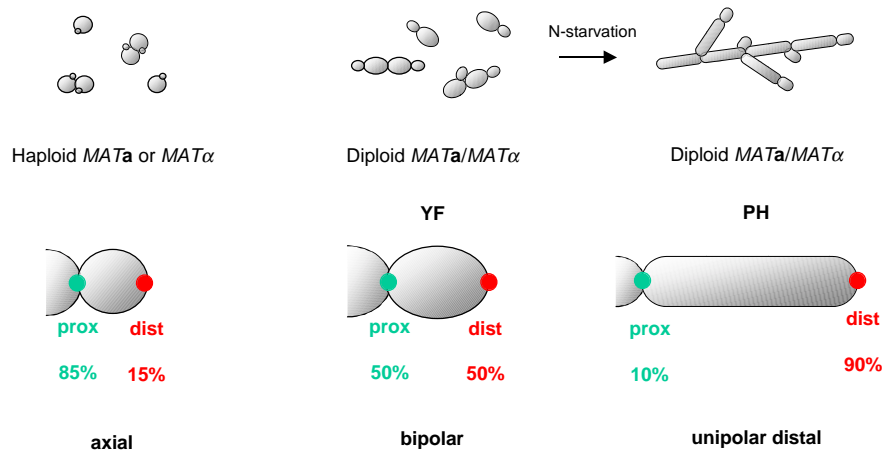 N-starvation
Haploid MATa or MATα
Diploid MATa/MATα
Diploid MATa/MATα
YF
PH
prox
dist
prox
dist
prox
dist
85%
15%
50%
50%
10%
90%
axial
bipolar
unipolar distal